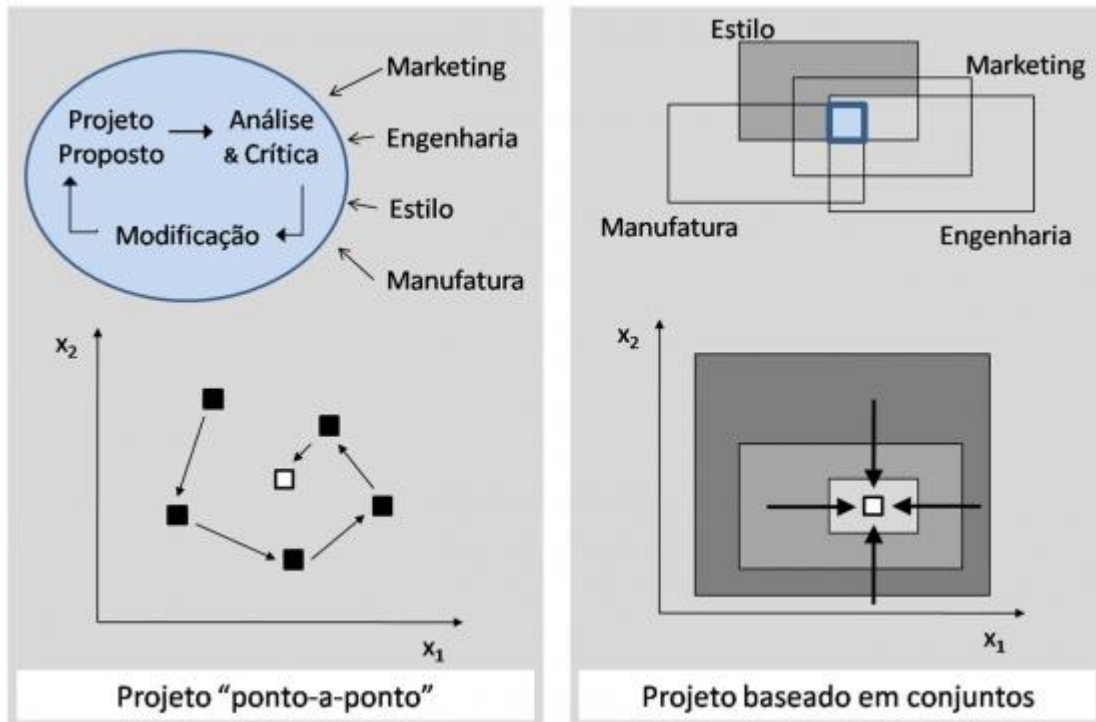 Projeto
Proposto
Análise
& Crítica
Modificação
Marketing
Engenharia
Estilo
Manufatura
x₂
x₁
Projeto “ponto-a-ponto”
Estilo
Marketing
Manufatura
Engenharia
x₂
x₁
Projeto baseado em conjuntos